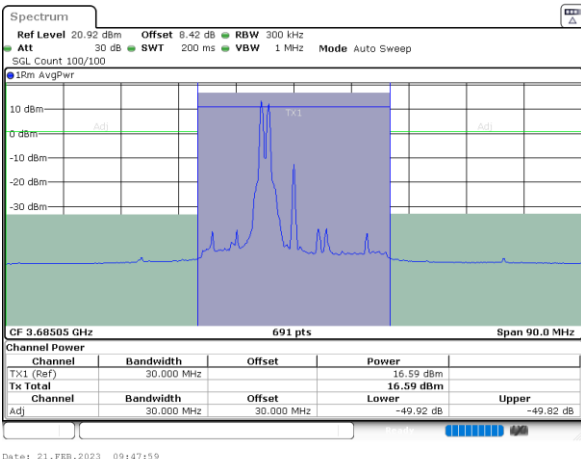 Spectrum
Ref Level 20.92 dBm Offset 8.42 dB RBW 300 kHz
Att 30 dB SWT 200 ms VBW 1 MHz Mode Auto Sweep
SGL Count 100/100
1Rm AvgPwr
10 dBm
TX1
Adj
Adj
0 dBm
-10 dBm
-20 dBm
-30 dBm
CF 3.68505 GHz 691 pts Span 90.0 MHz
Channel Power
Channel Bandwidth Offset Power
TX1 (Ref) 30.000 MHz 16.59 dBm
Tx Total 16.59 dBm
Channel Bandwidth Offset Lower Upper
Adj 30.000 MHz 30.000 MHz -49.92 dB -49.82 dB
Ready
Date: 21.FEB.2023 09:47:59